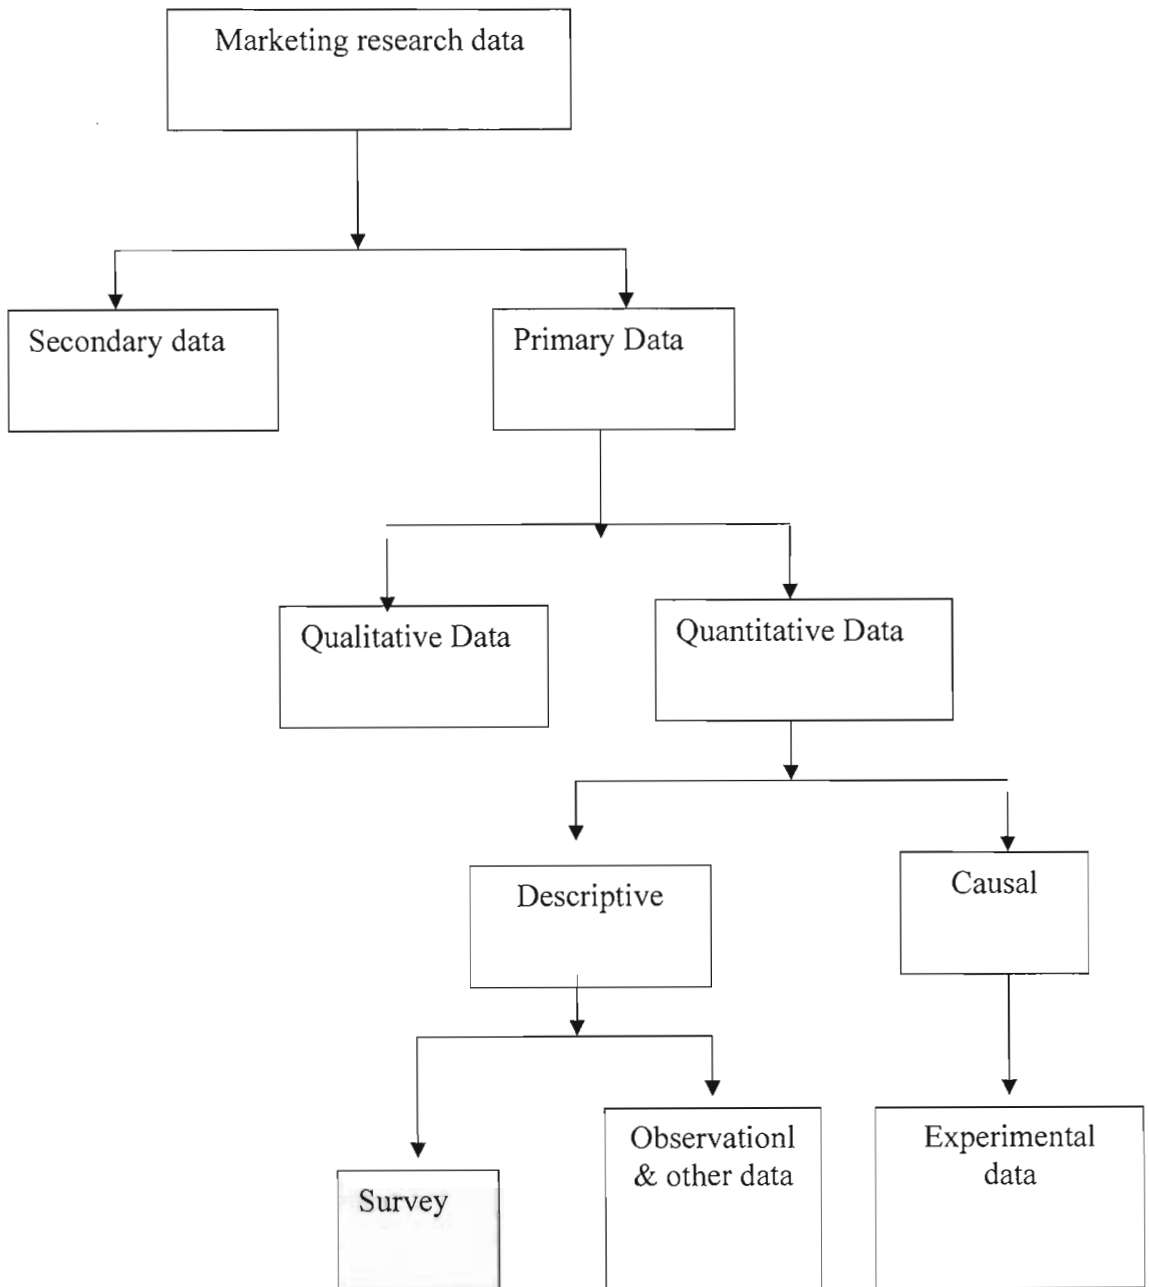 Marketing research data
Secondary data
Primary Data
Qualitative Data
Quantitative Data
Descriptive
Causal
Observationl
& other data
Experimental
data
Survey